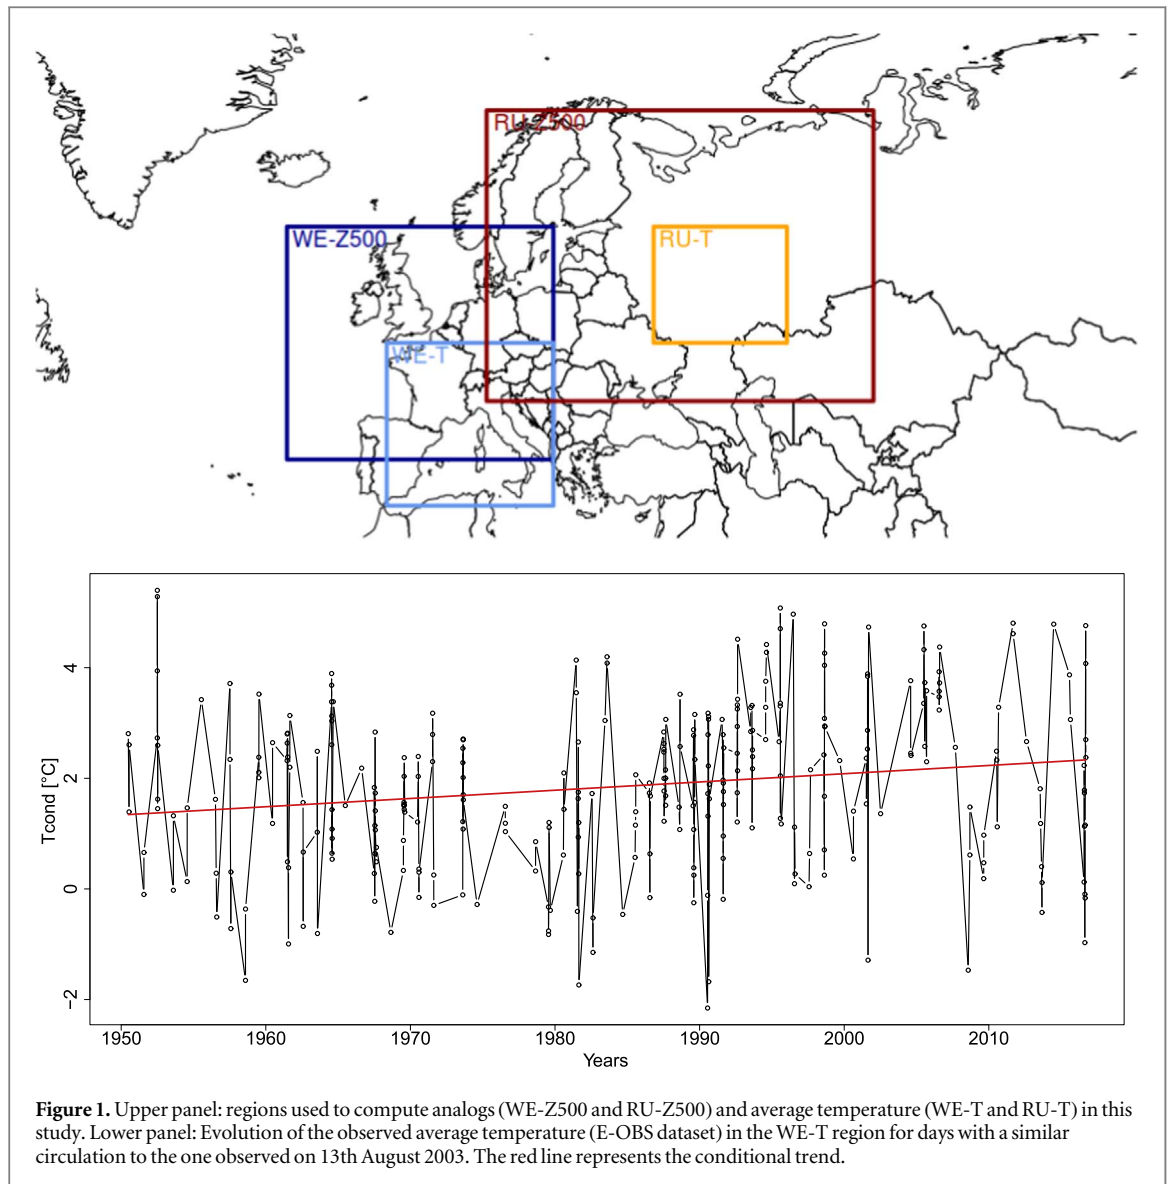 RU-Z500
WE-Z500
RU-T
WE-T
4
2
0
−2
Tcond [°C]
1950 1960 1970 1980 1990 2000 2010
Years
Figure 1. Upper panel: regions used to compute analogs (WE-Z500 and RU-Z500) and average temperature (WE-T and RU-T) in this
study. Lower panel: Evolution of the observed average temperature (E-OBS dataset) in the WE-T region for days with a similar
circulation to the one observed on 13th August 2003. The red line represents the conditional trend.